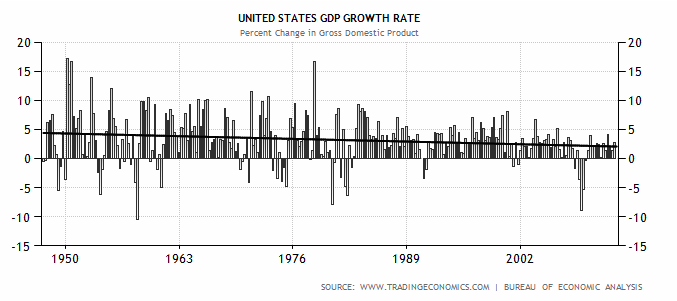 UNITED STATES GDP GROWTH RATE
Percent Change in Gross Domestic Product
20 20
15 15
10 10
5 5
0 0
-5 -5
-10 -10
-15 -15
1950 1963 1976 1989 2002
SOURCE: WWW.TRADINGECONOMICS.COM | BUREAU OF ECONOMIC ANALYSIS